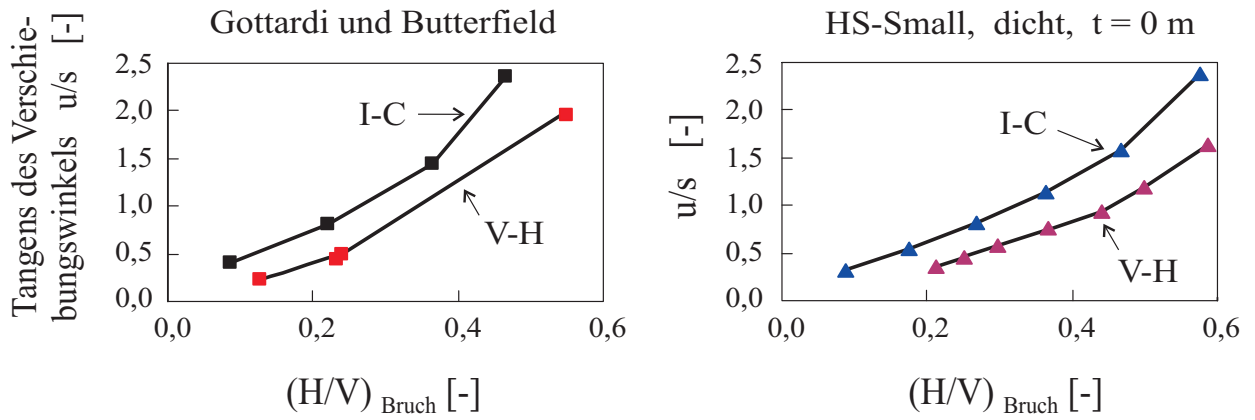 Gottardi und Butterfield
Tangens des Verschie-
bungswinkels u/s [-]
2,5
2,0
1,5
1,0
0,5
0,0
I-C
V-H
0,0 0,2 0,4 0,6
(H/V) Bruch [-]
HS-Small, dicht, t = 0 m
u/s [-]
2,5
2,0
1,5
1,0
0,5
0,0
I-C
V-H
0,0 0,2 0,4 0,6
(H/V) Bruch [-]